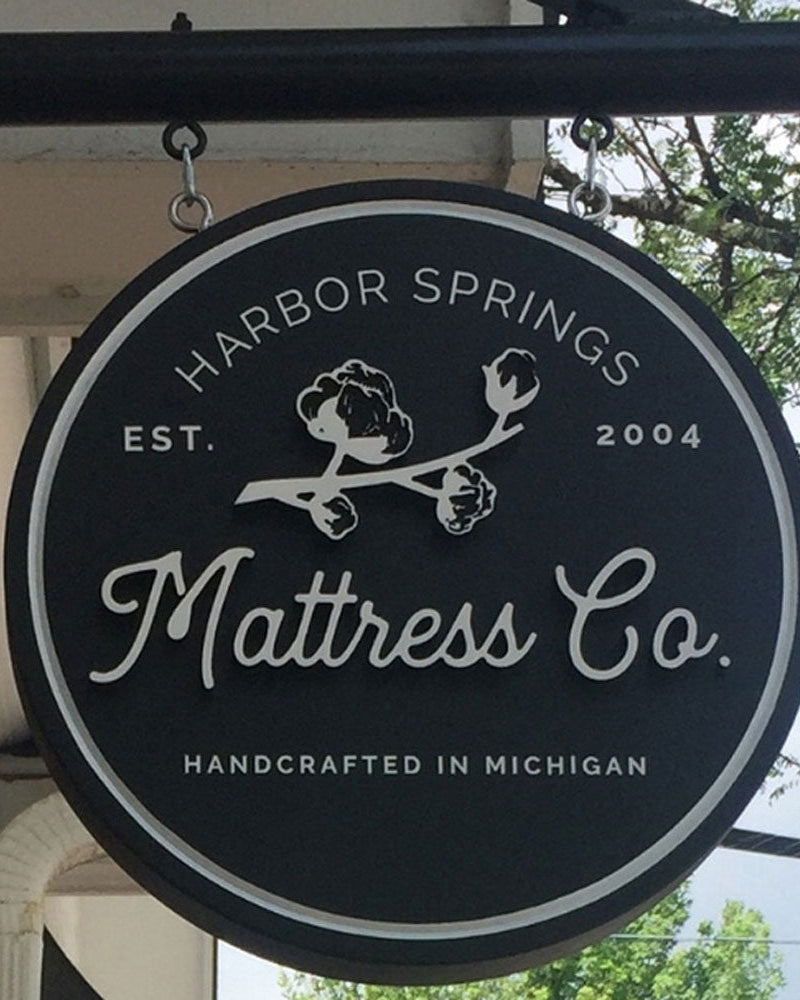 HARBOR SPRINGS
EST. 2004
Mattress Co.
HANDCRAFTED IN MICHIGAN